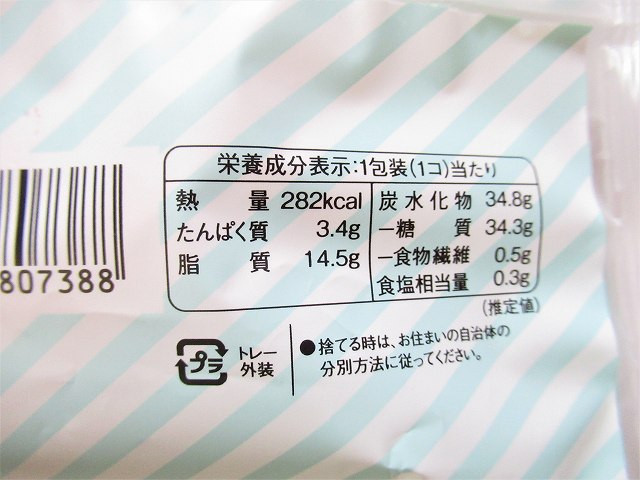 栄養成分表示:1包装(1コ)当たり
熱量 282kcal
たんぱく質 3.4g
脂質 14.5g
炭水化物 34.8g
－糖質 34.3g
－食物繊維 0.5g
食塩相当量 0.3g
(推定値)
807388
プラ
トレー
外装
●捨てる時は、お住まいの自治体の
分別方法に従ってください。